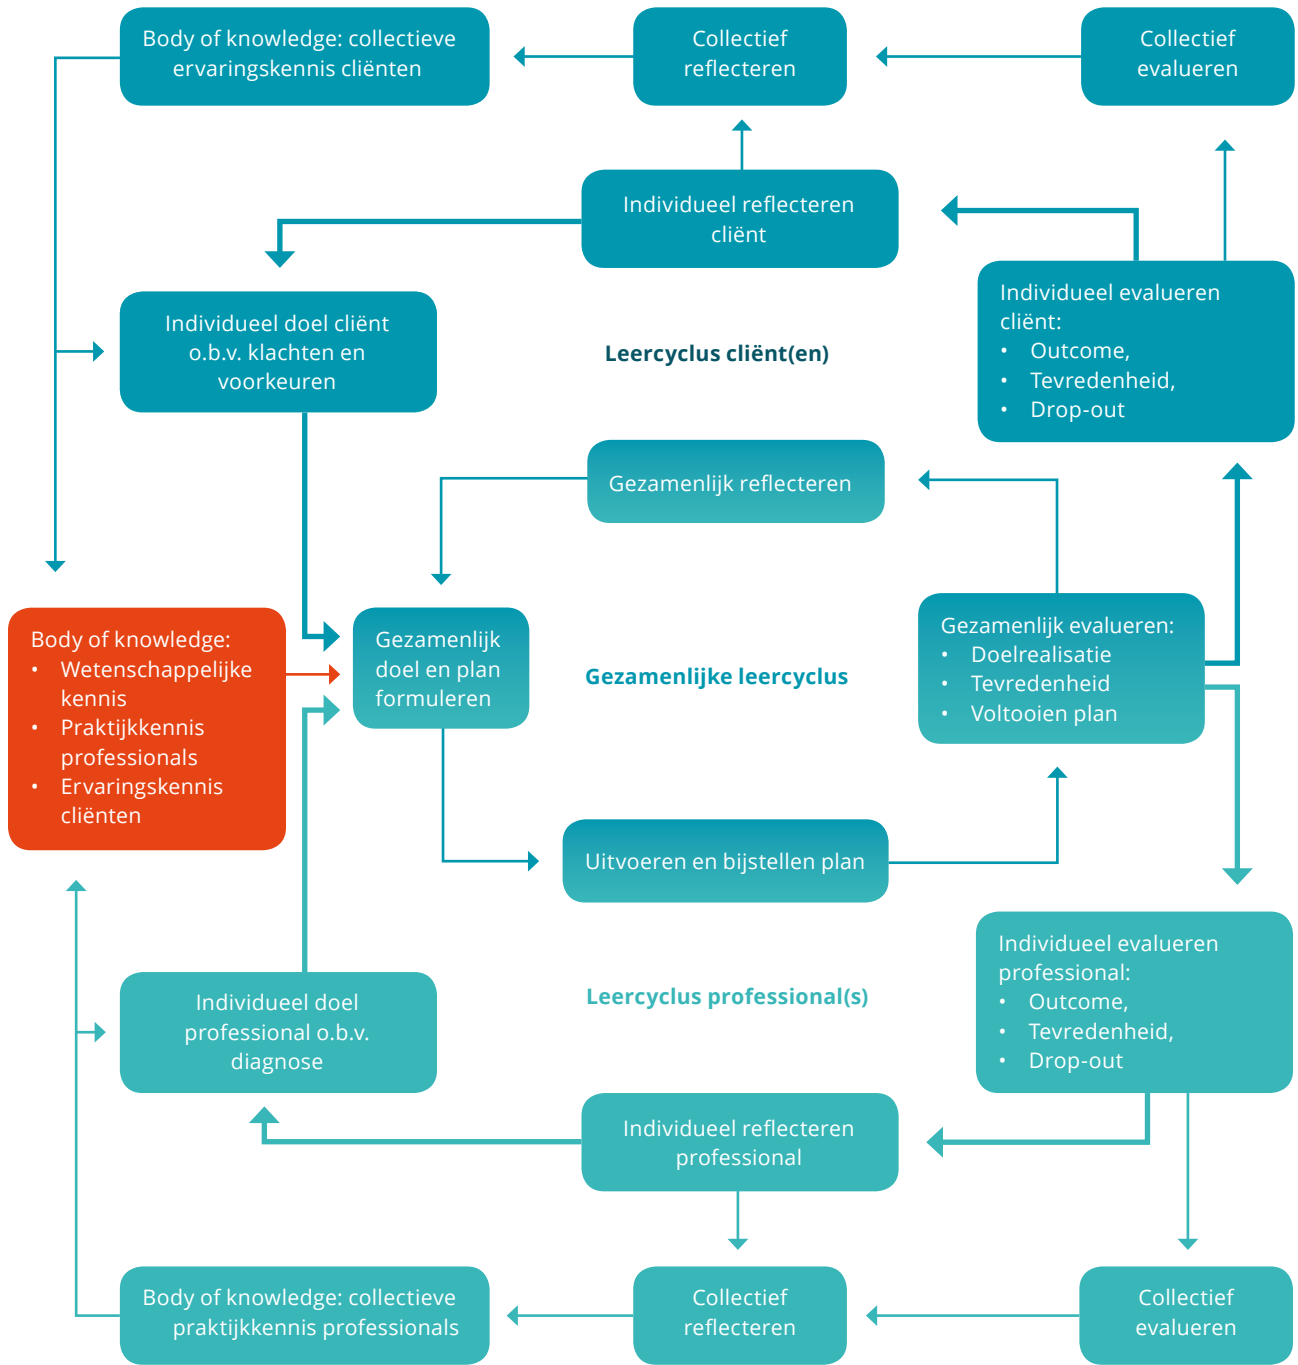 Body of knowledge: collectieve
ervaringskennis cliënten
Collectief
reflecteren
Collectief
evalueren
Individueel reflecteren
cliënt
Individueel evalueren
cliënt:
• Outcome,
• Tevredenheid,
• Drop-out
Individueel doel cliënt
o.b.v. klachten en
voorkeuren
Leercyclus cliënt(en)
Gezamenlijk reflecteren
Body of knowledge:
• Wetenschappelijke
kennis
• Praktijkkennis
professionals
• Ervaringskennis
cliënten
Gezamenlijk
doel en plan
formuleren
Gezamenlijke leercyclus
Gezamenlijk evalueren:
• Doelrealisatie
• Tevredenheid
• Voltooien plan
Uitvoeren en bijstellen plan
Individueel evalueren
professional:
• Outcome,
• Tevredenheid,
• Drop-out
Individueel doel
professional o.b.v.
diagnose
Leercyclus professional(s)
Individueel reflecteren
professional
Body of knowledge: collectieve
praktijkkennis professionals
Collectief
reflecteren
Collectief
evalueren